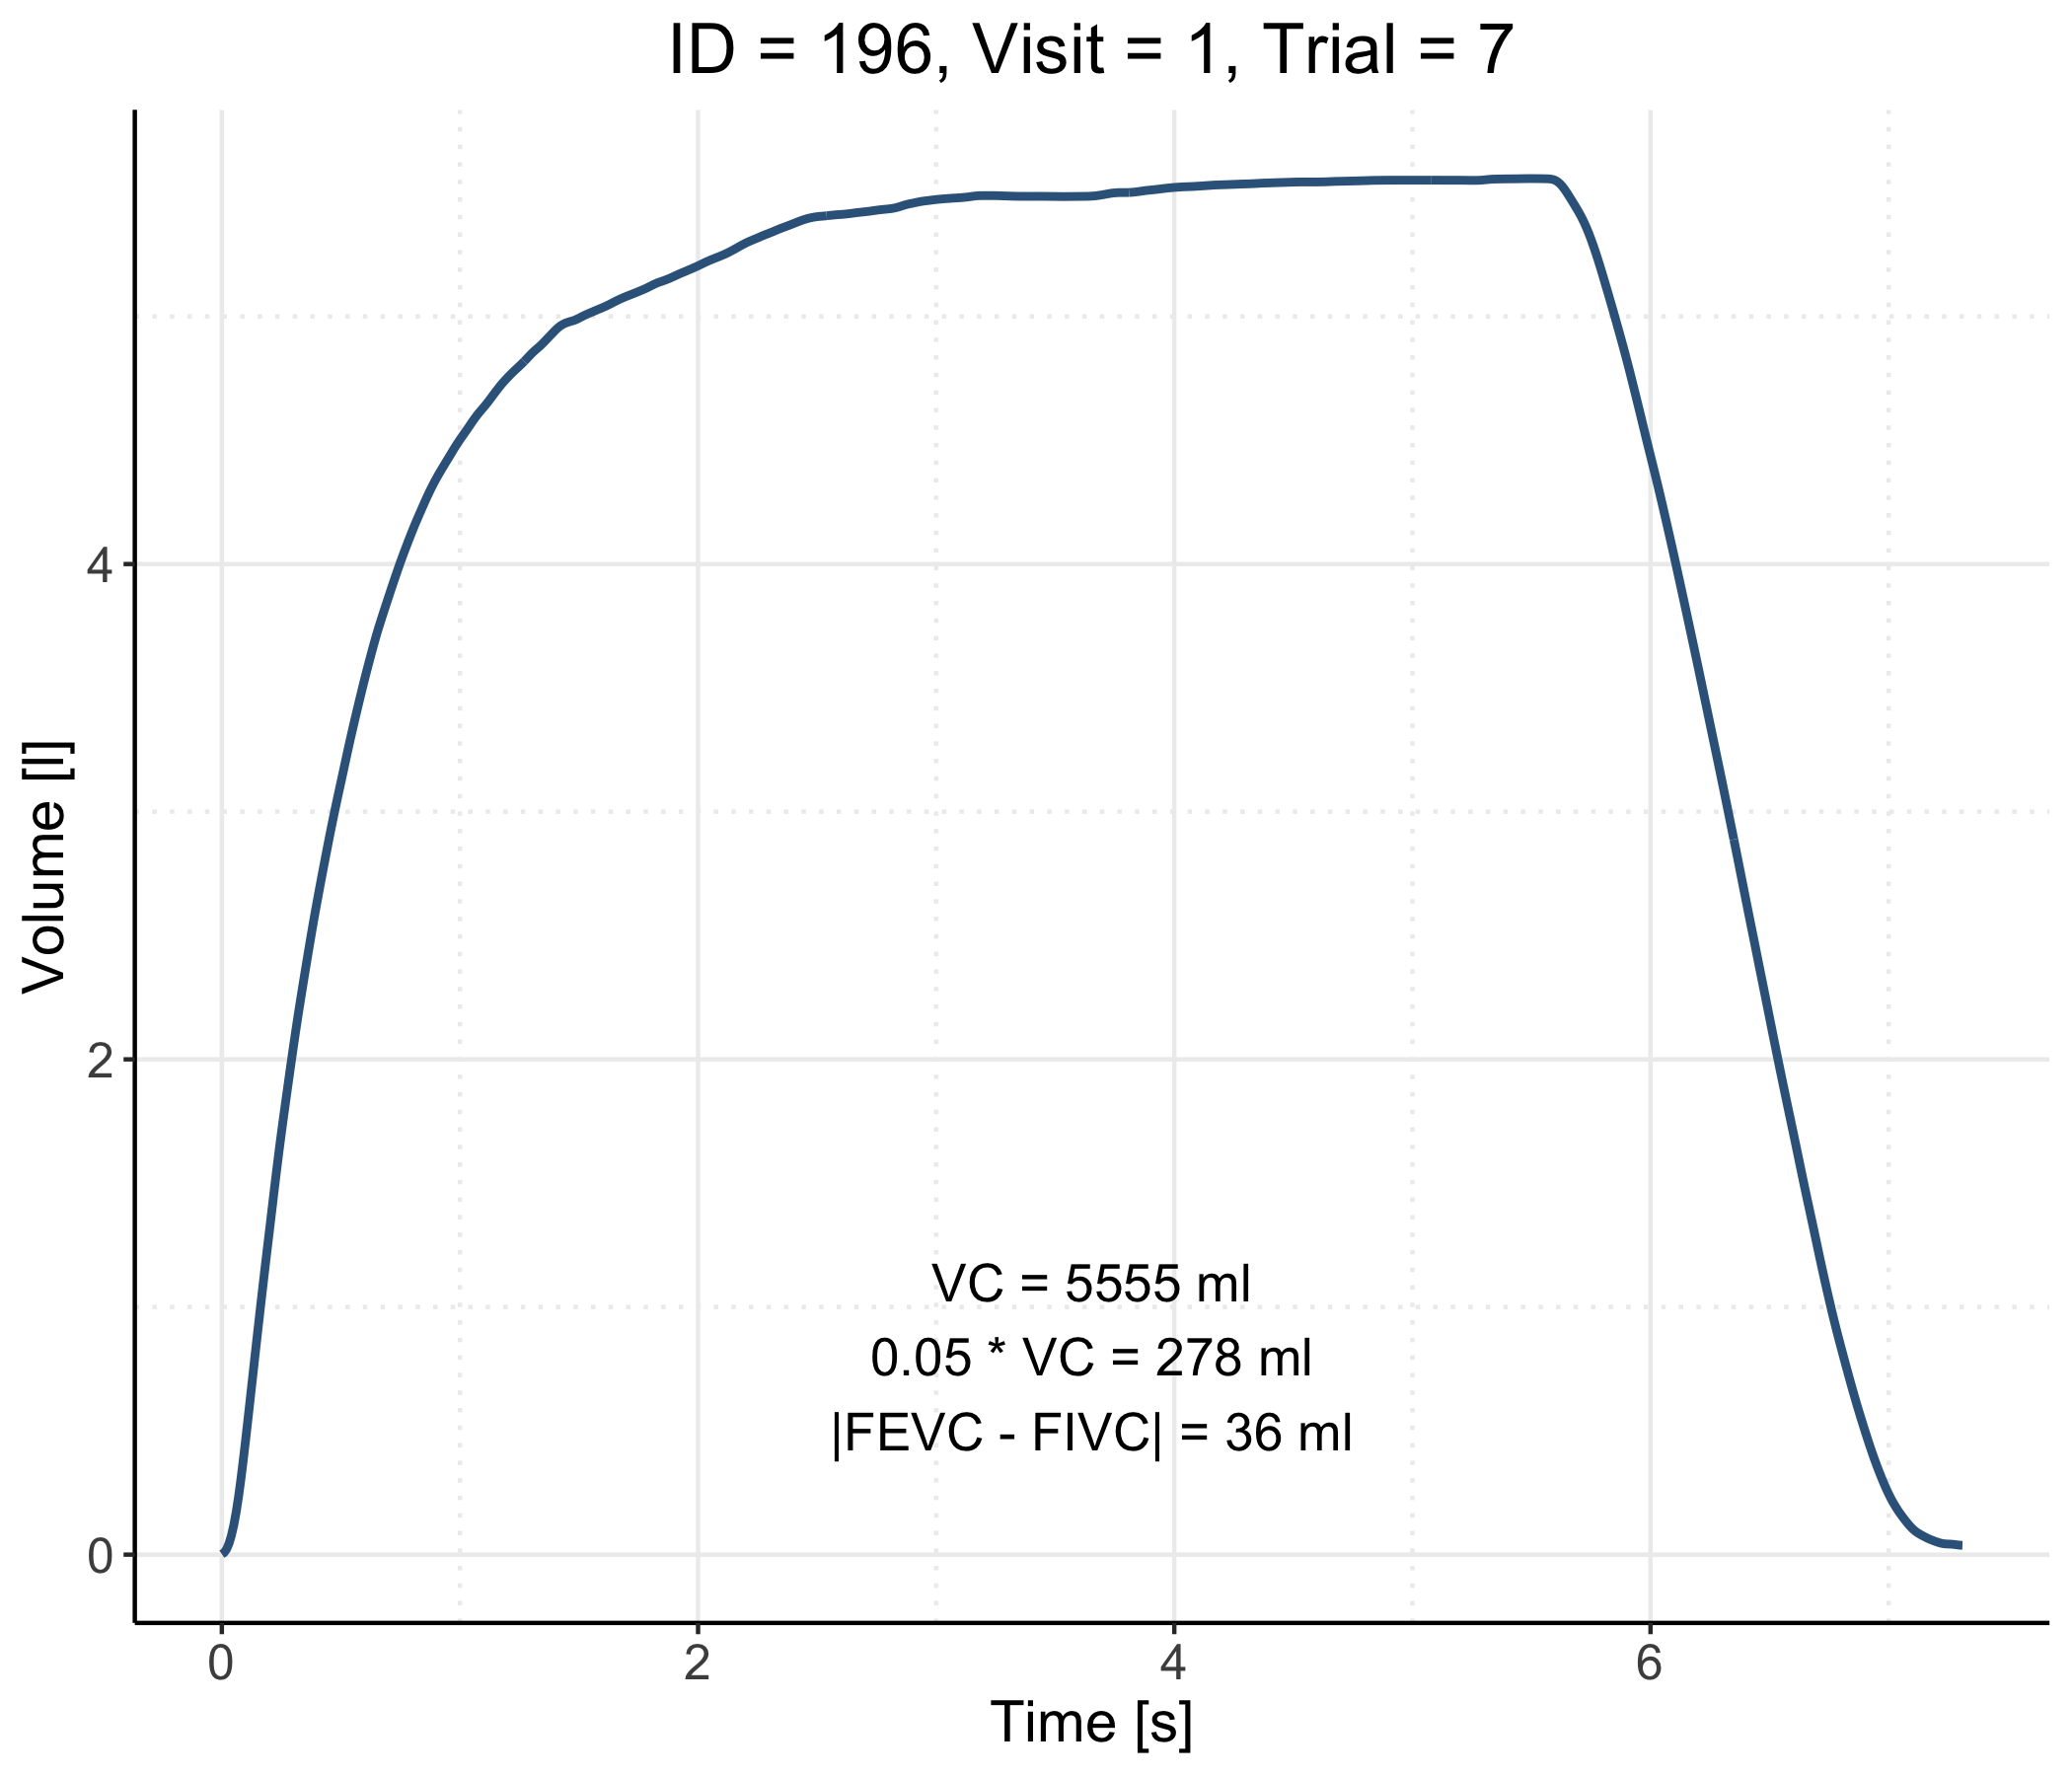 ID = 196, Visit = 1, Trial = 7
Volume [l]
4
2
0
VC = 5555 ml
0.05 * VC = 278 ml
|FEVC - FIVC| = 36 ml
0 2 4 6
Time [s]